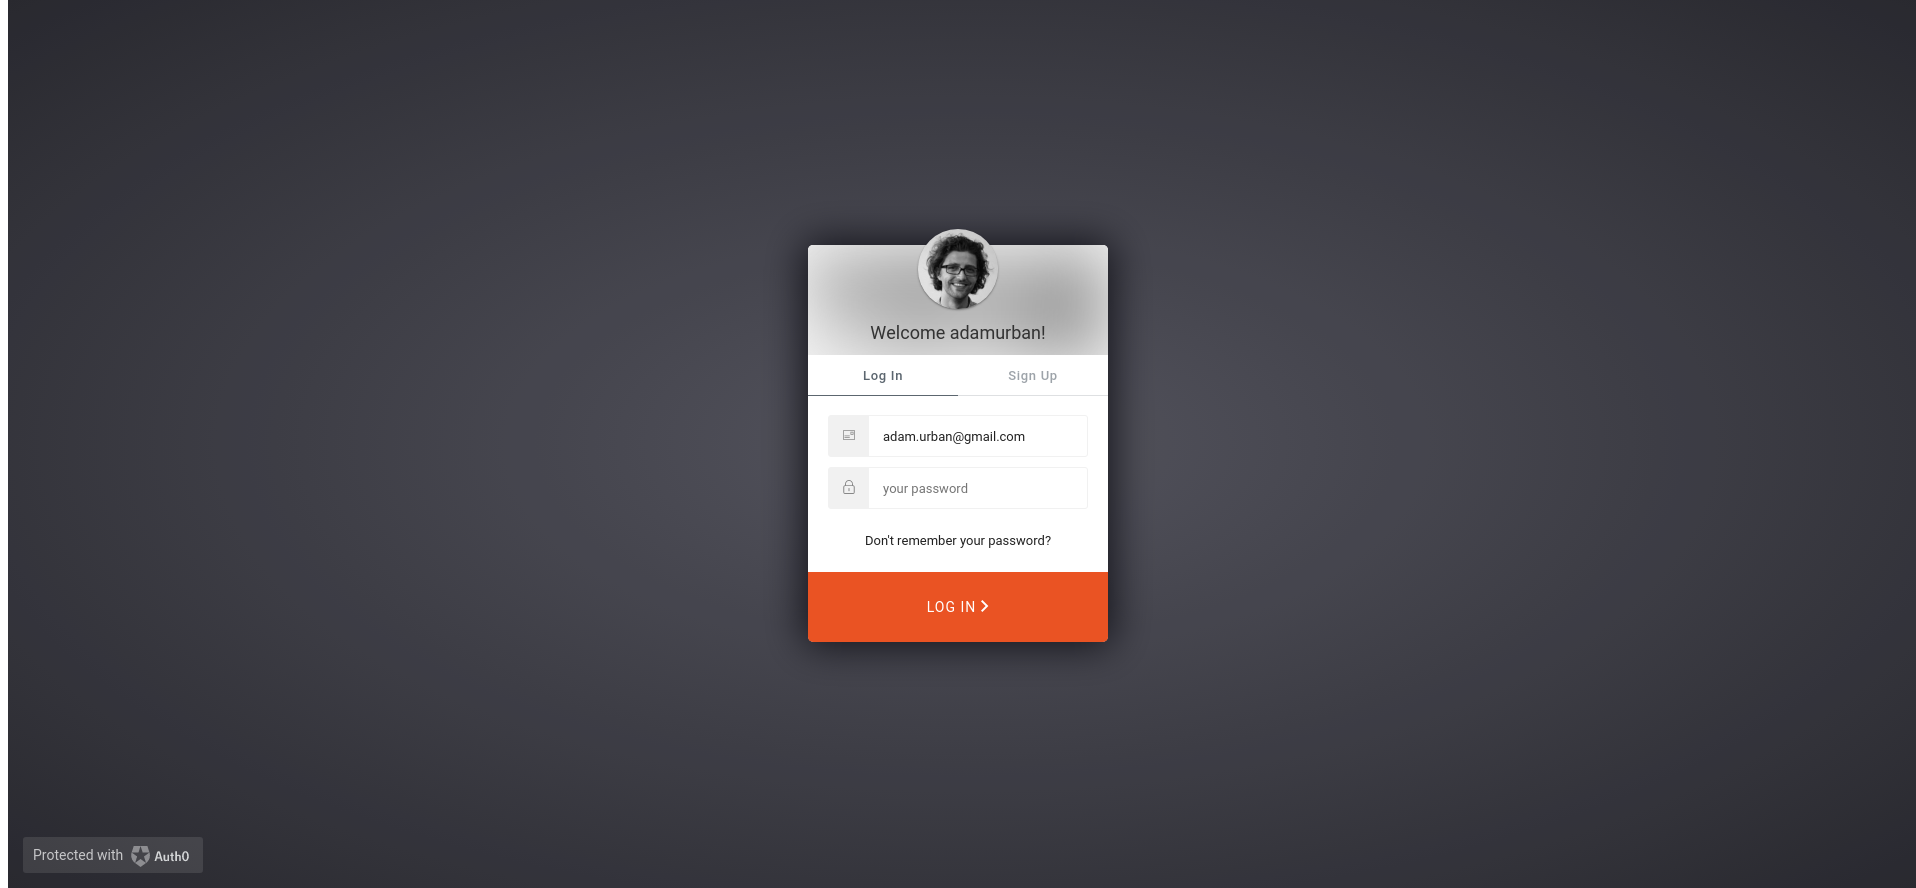 Welcome adamurban!
Log In
Sign Up
adam.urban@gmail.com
your password
Don't remember your password?
LOG IN
Protected with Auth0